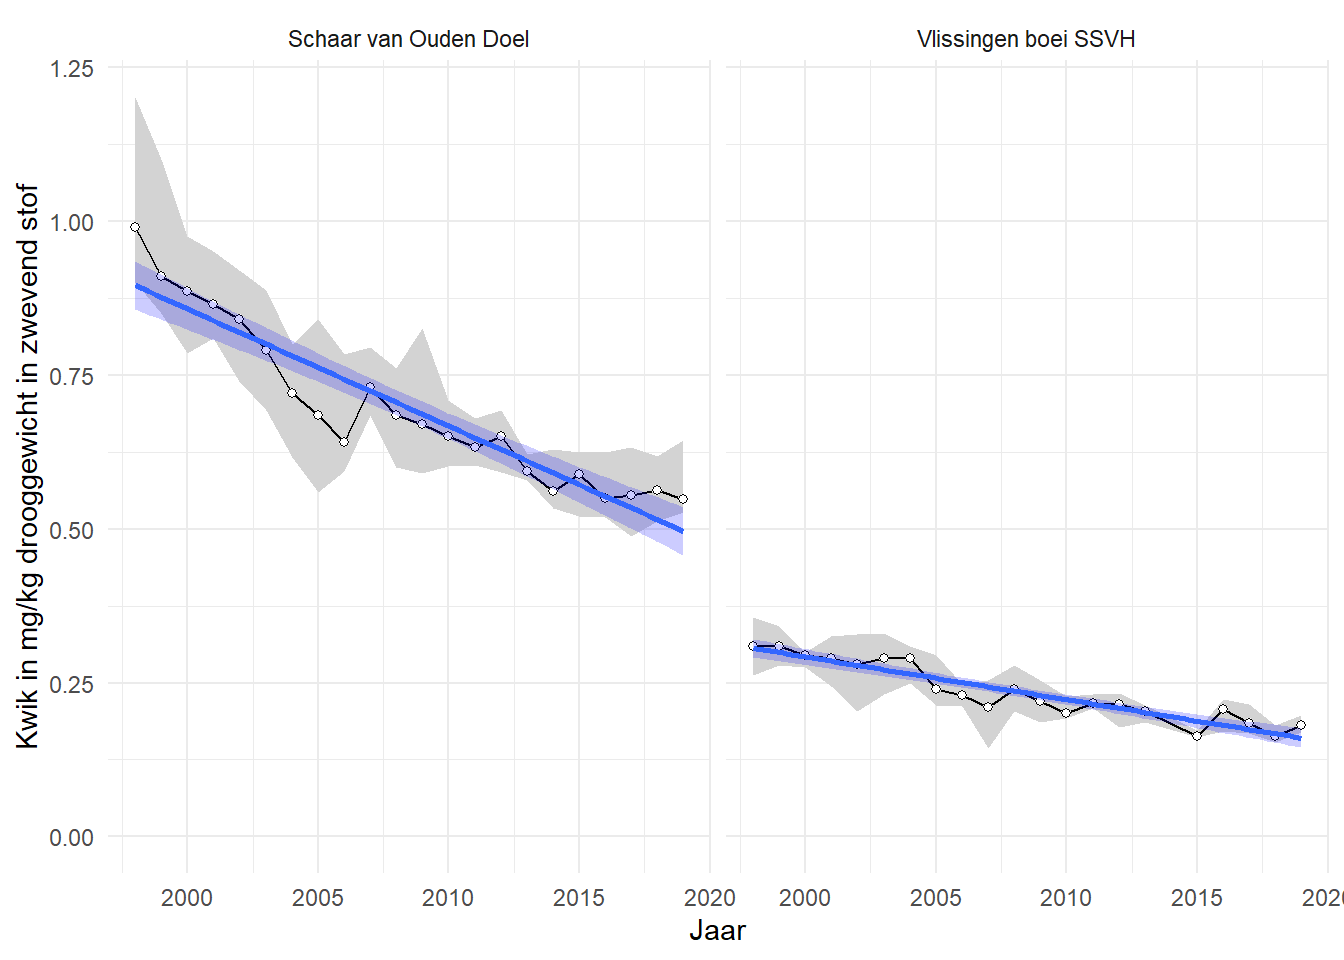 Schaar van Ouden Doel
Vlissingen boei SSVH
Kwik in mg/kg drooggewicht in zwevend stof
1.25
1.00
0.75
0.50
0.25
0.00
2000 2005 2010 2015 2020
2000 2005 2010 2015 2020
Jaar